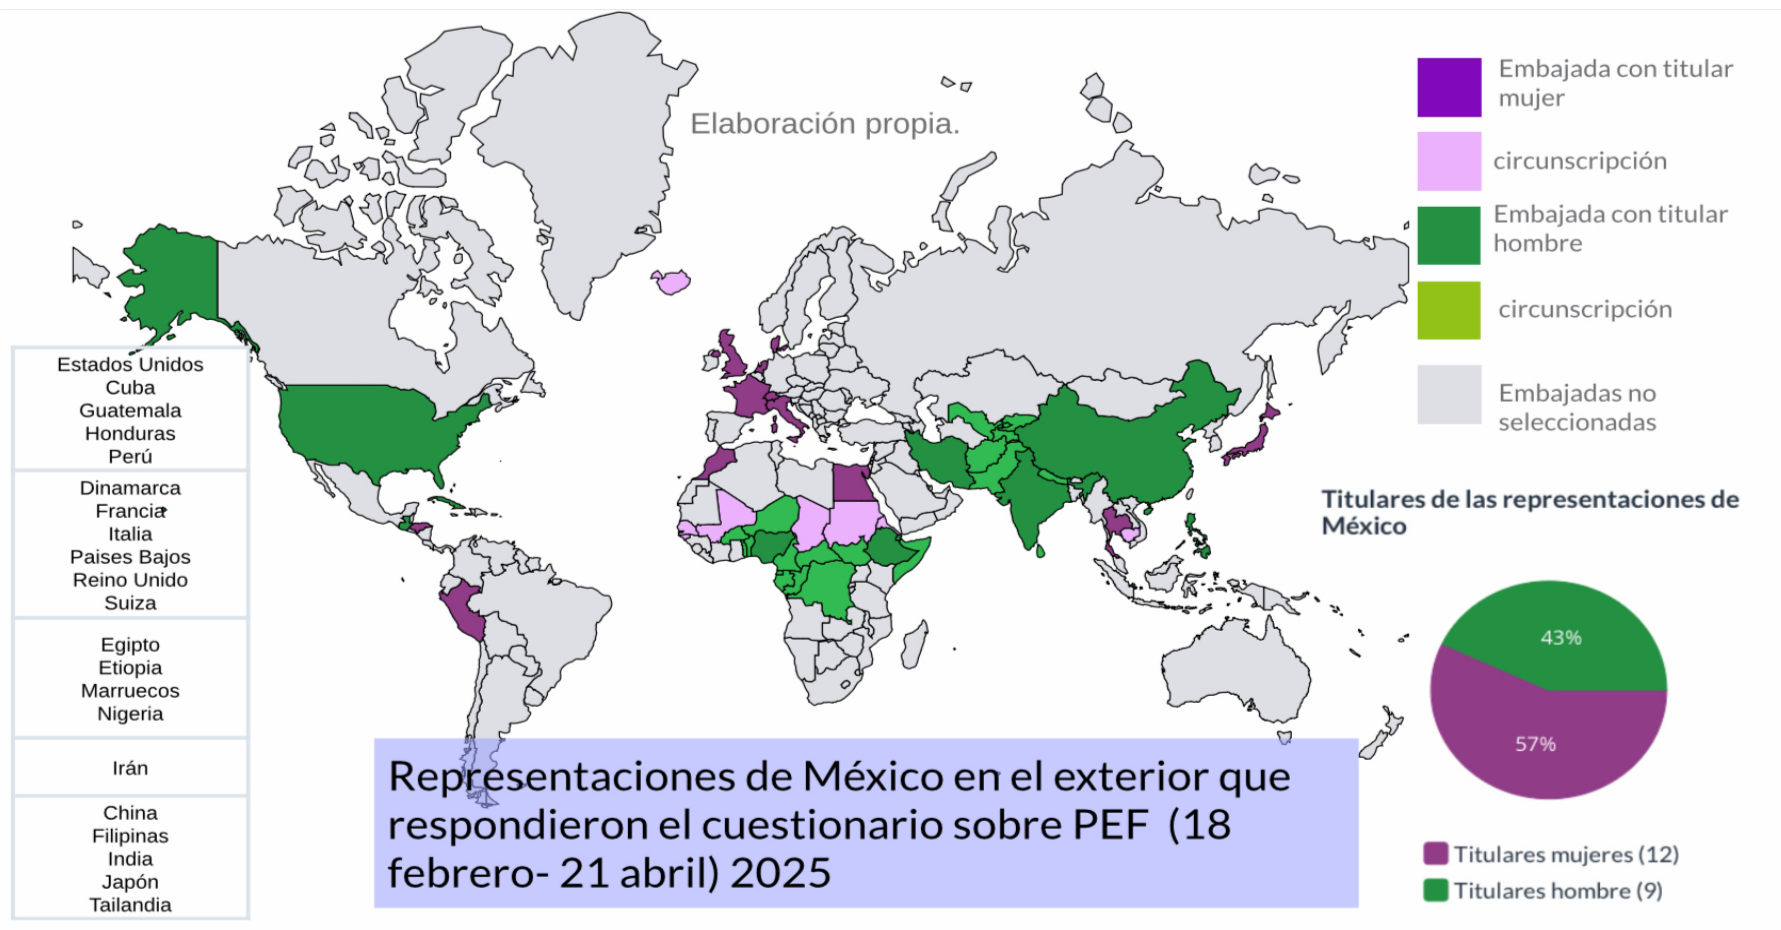 Elaboración propia.
Embajada con titular
mujer
circunscripción
Embajada con titular
hombre
circunscripción
Embajadas no
seleccionadas
Estados Unidos
Cuba
Guatemala
Honduras
Perú
Dinamarca
Francia
Italia
Paises Bajos
Reino Unido
Suiza
Egipto
Etiopia
Marruecos
Nigeria
Irán
China
Filipinas
India
Japón
Tailandia
Titulares de las representaciones de
México
43%
57%
Titulares mujeres (12)
Titulares hombre (9)
Representaciones de México en el exterior que
respondieron el cuestionario sobre PEF (18
febrero- 21 abril) 2025